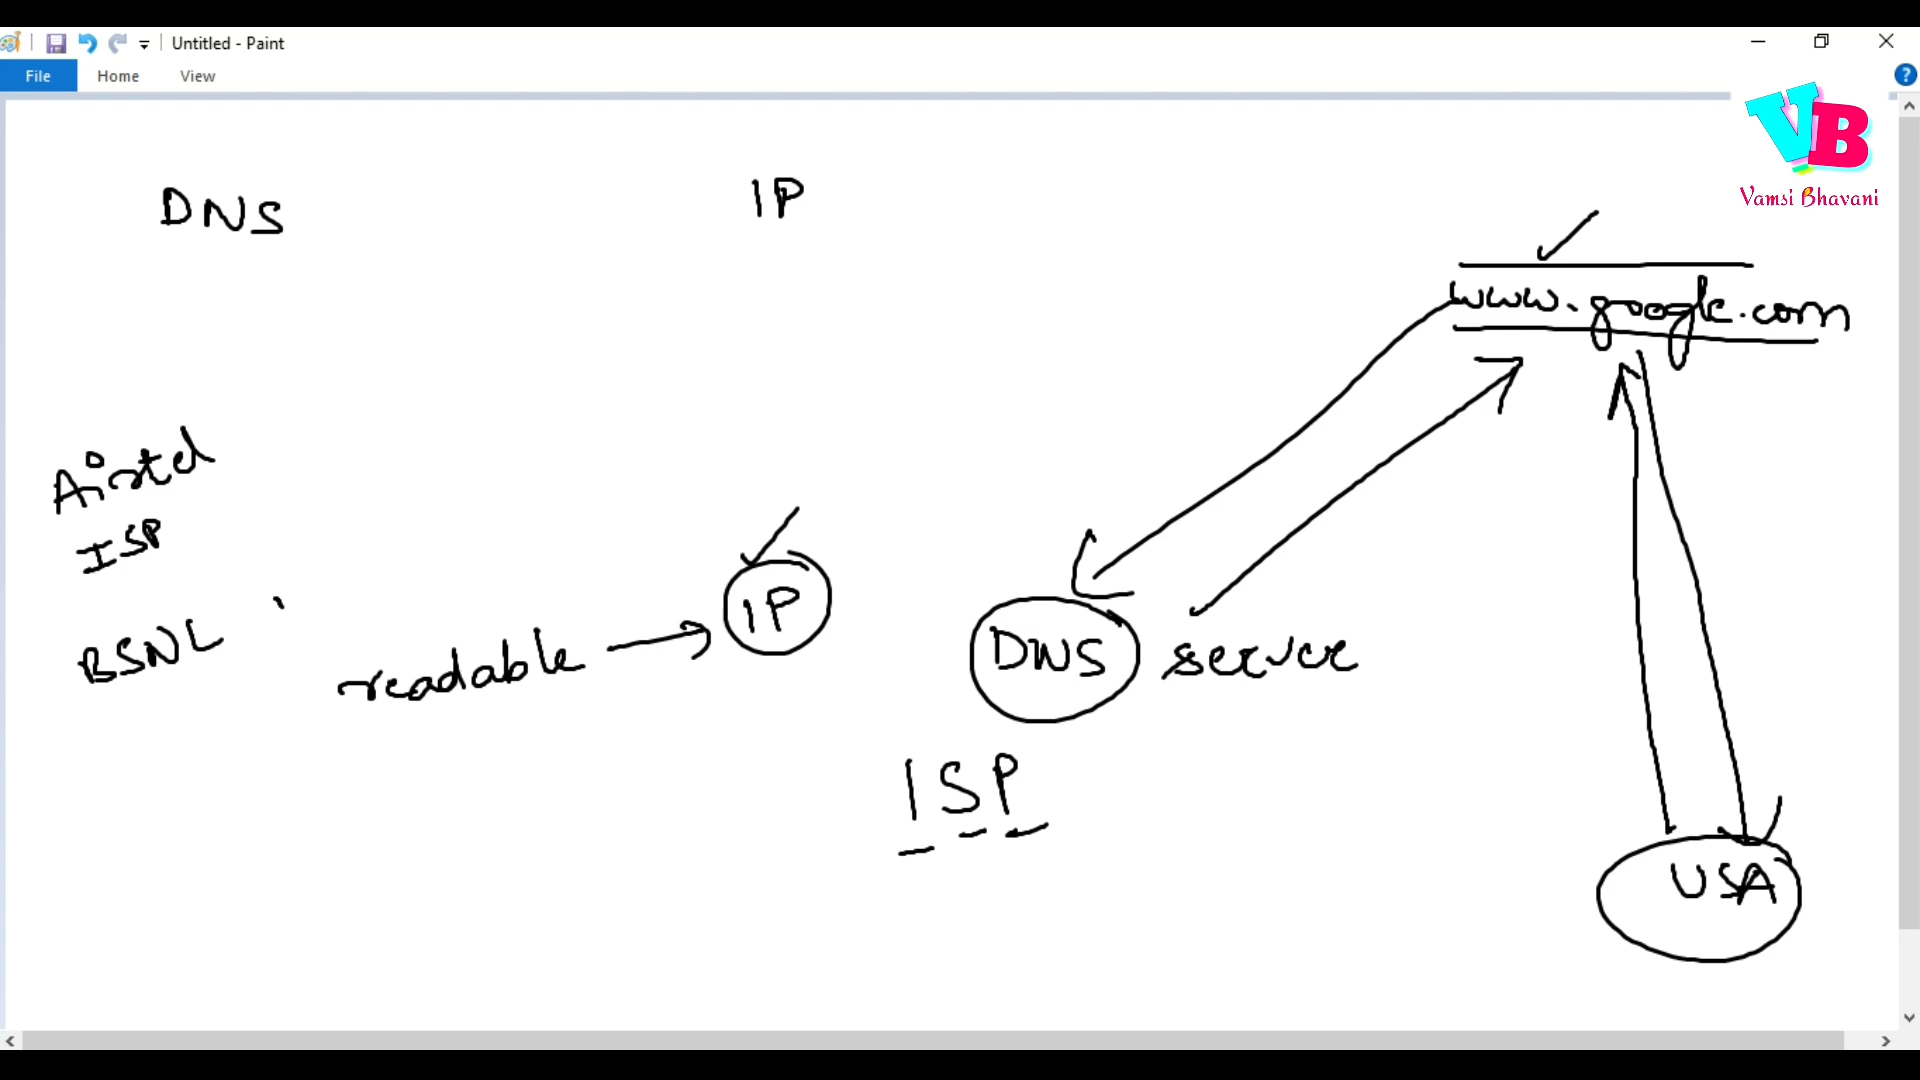 Untitled - Paint
File Home View
VB
Vamsi Bhavani
DNS
IP
www.google.com
Airtel
ISP
BSNL
readable
IP
DNS server
ISP
USA